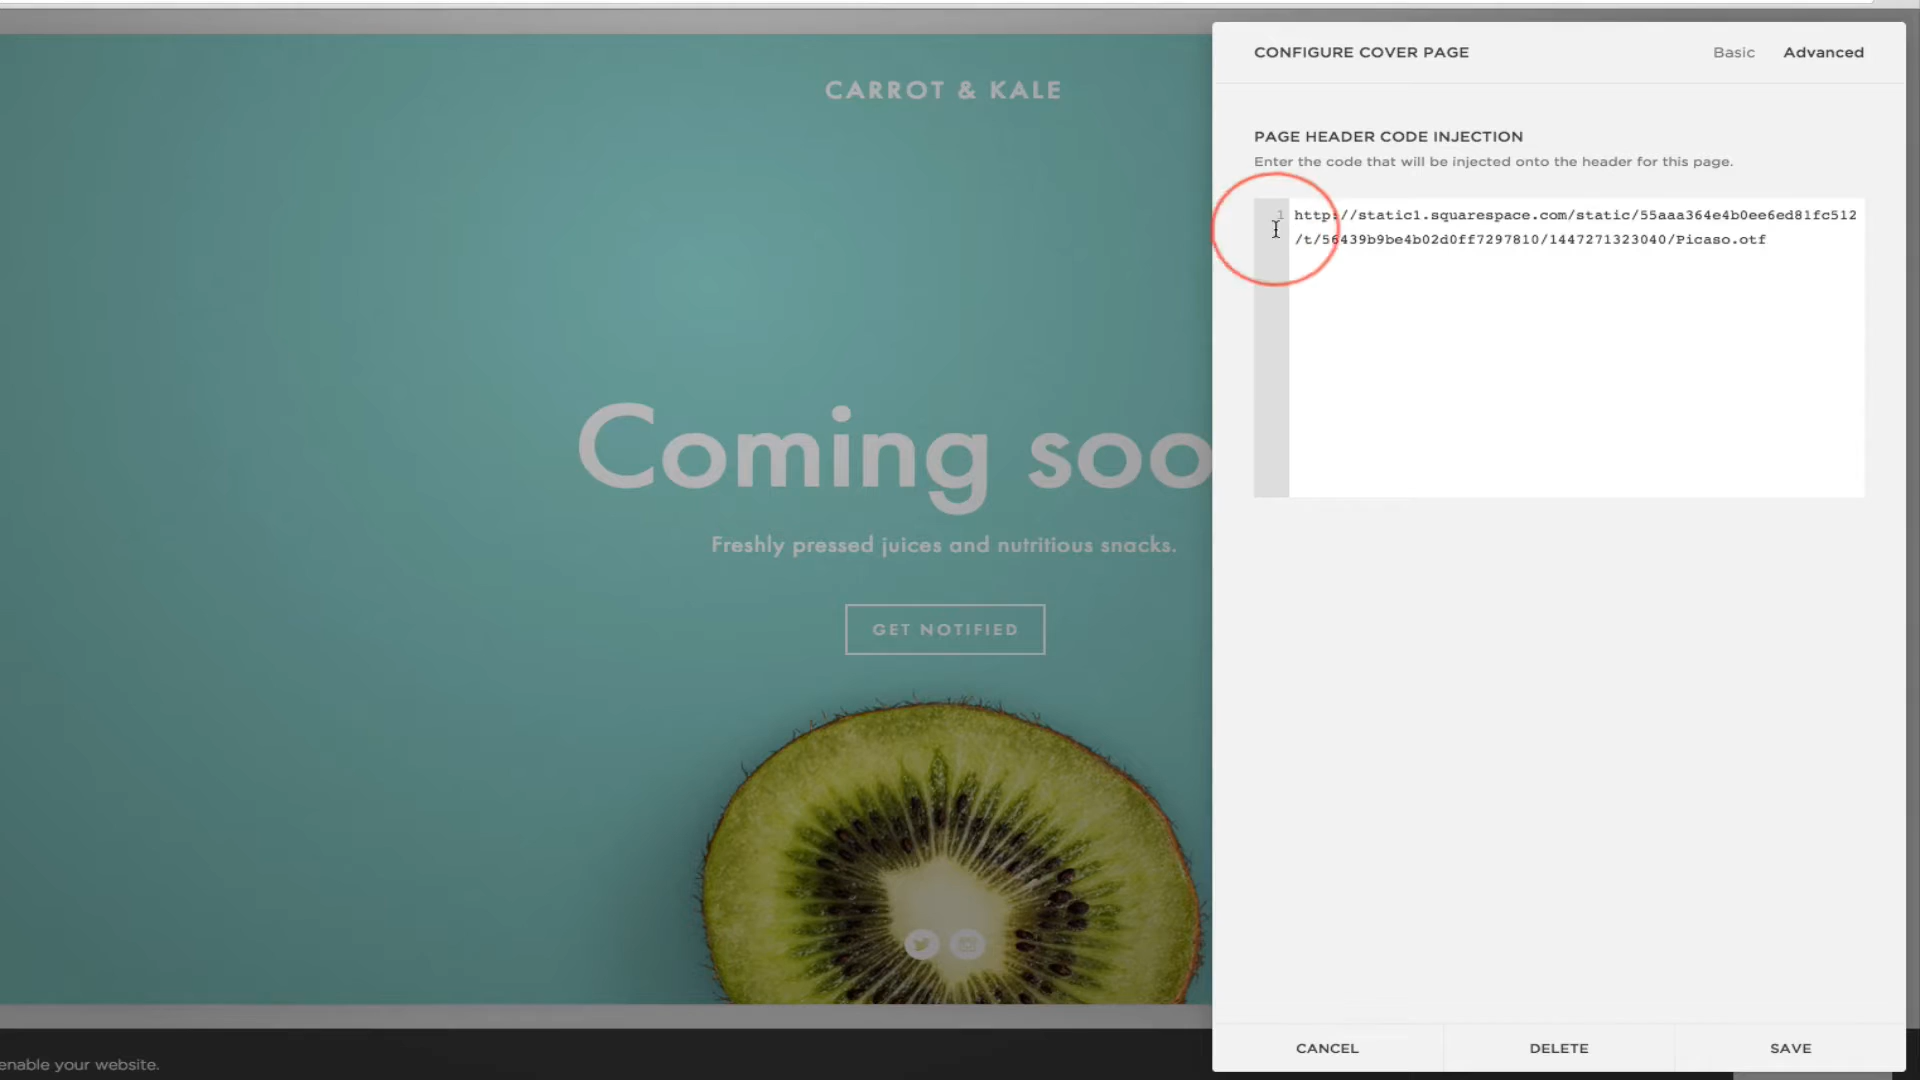 CARROT & KALE
Coming soo
Freshly pressed juices and nutritious snacks.
GET NOTIFIED
enable your website.
CONFIGURE COVER PAGE
Basic
Advanced
PAGE HEADER CODE INJECTION
Enter the code that will be injected onto the header for this page.
1
http://static1.squarespace.com/static/55aaa364e4b0ee6ed81fc512
/t/56439b9be4b02d0ff7297810/1447271323040/Picaso.otf
CANCEL
DELETE
SAVE